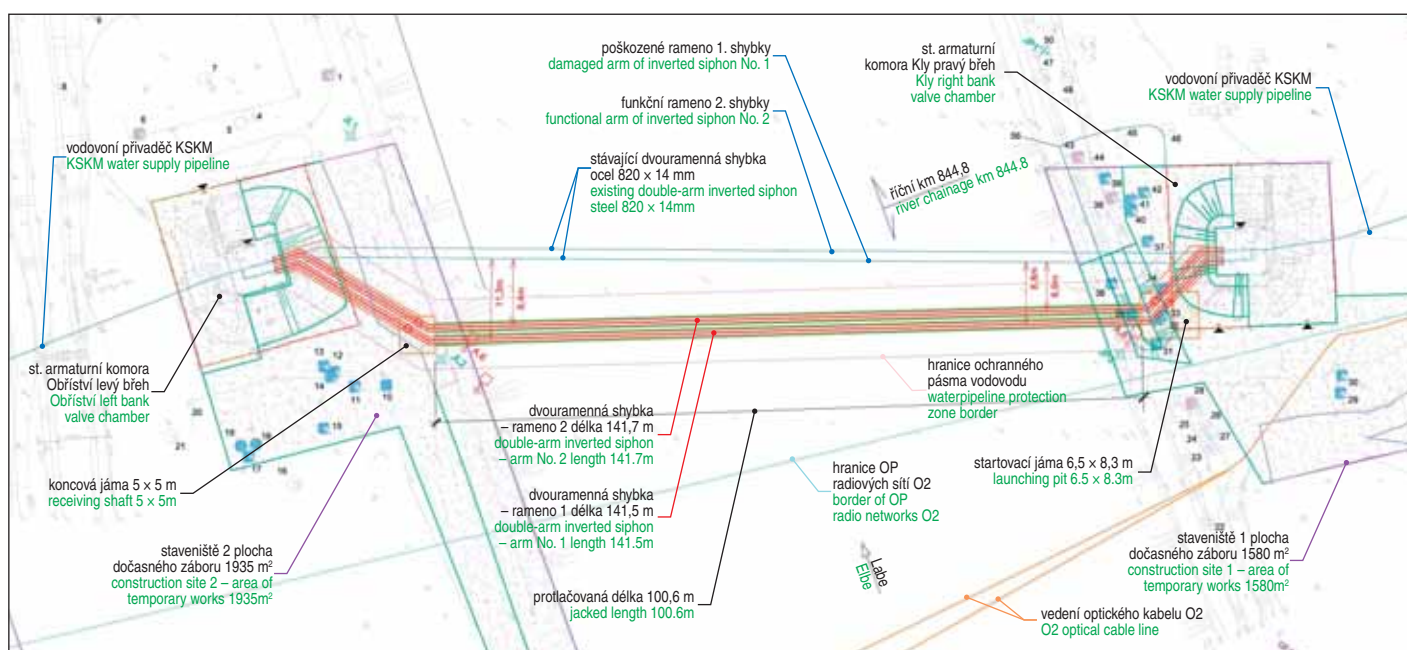 poškozené rameno 1. shybky
damaged arm of inverted siphon No. 1
funkční rameno 2. shybky
functional arm of inverted siphon No. 2
stávající dvouramenná shybka
ocel 820 × 14 mm
existing double-arm inverted siphon
steel 820 × 14mm
st. armaturní
komora Kly pravý břeh
Kly right bank
valve chamber
vodovoní přivaděč KSKM
KSKM water supply pipeline
vodovoní přivaděč KSKM
KSKM water supply pipeline
říční km 844,8
river chainage km 844.8
st. armaturní komora
Obříství levý břeh
Obříství left bank
valve chamber
koncová jáma 5 × 5 m
receiving shaft 5 × 5m
staveniště 2 plocha
dočasného záboru 1935 m²
construction site 2 – area of
temporary works 1935m²
dvouramenná shybka
– rameno 2 délka 141,7 m
double-arm inverted siphon
– arm No. 2 length 141.7m
dvouramenná shybka
– rameno 1 délka 141,5 m
double-arm inverted siphon
– arm No. 1 length 141.5m
protlačovaná délka 100,6 m
jacked length 100.6m
hranice ochranného
pásma vodovodu
waterpipeline protection
zone border
hranice OP
radiových sítí O2
border of OP
radio networks O2
Labe
Elbe
startovací jáma 6,5 × 8,3 m
launching pit 6.5 × 8.3m
staveniště 1 plocha
dočasného záboru 1580 m²
construction site 1 – area of
temporary works 1580m²
vedení optického kabelu O2
O2 optical cable line